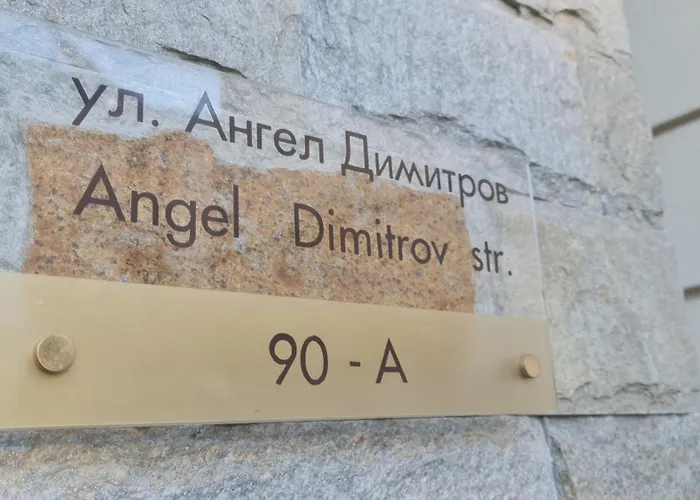 ул. Ангел Димитров
Angel Dimitrov str.
90 - A